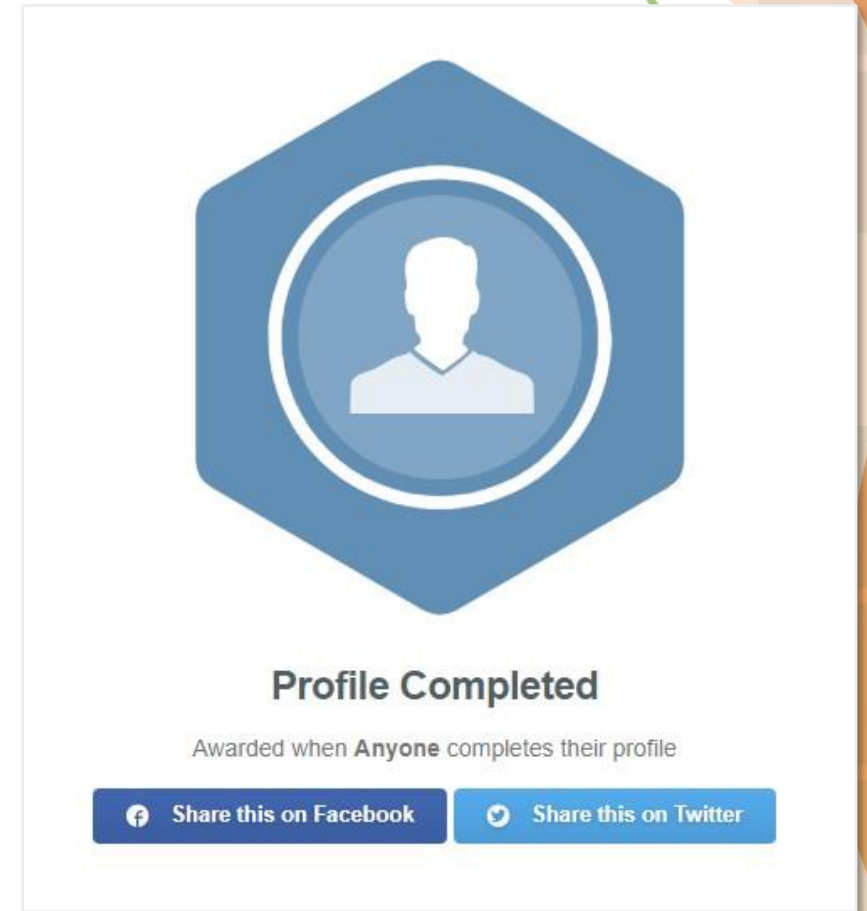 Profile Completed
Awarded when Anyone completes their profile
Share this on Facebook
Share this on Twitter